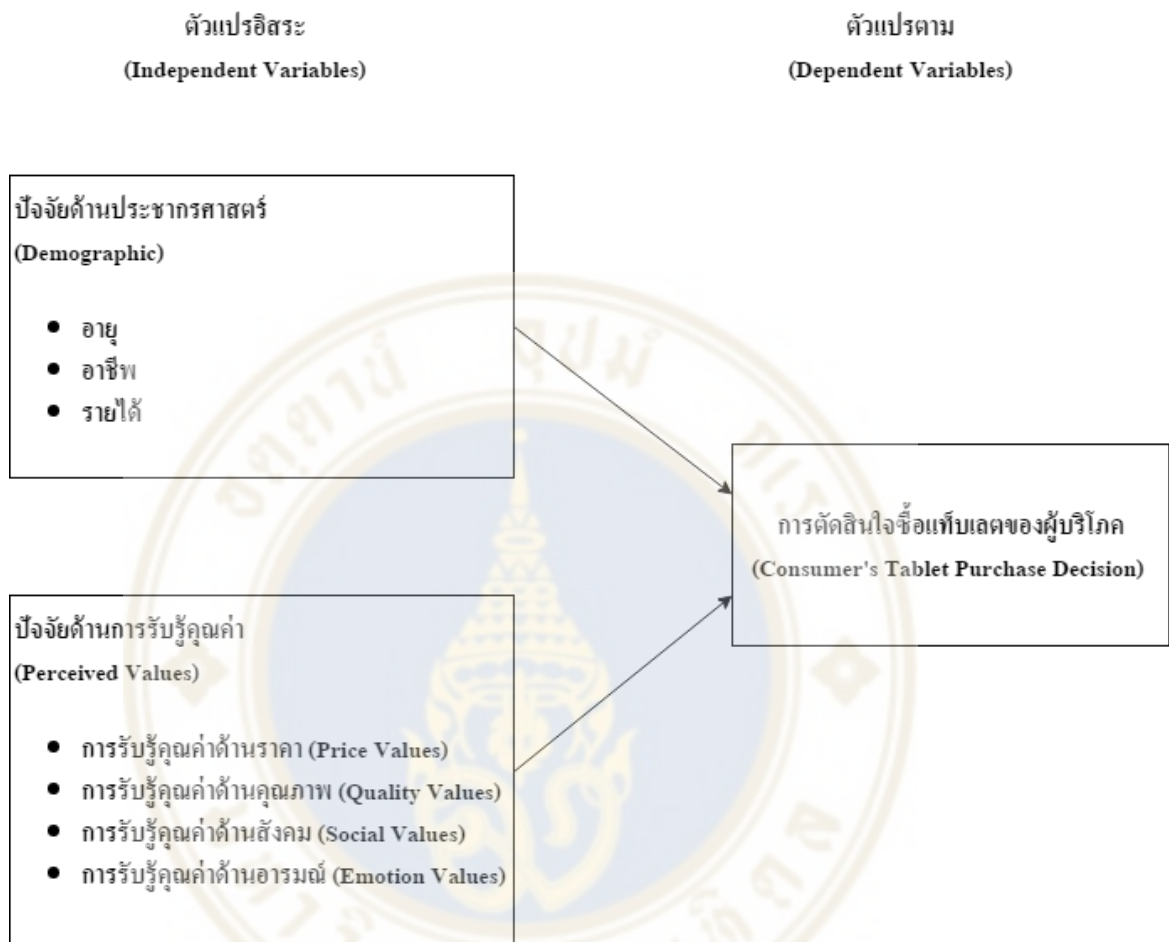 ตัวแปรอิสระ
(Independent Variables)
ตัวแปรตาม
(Dependent Variables)
ปัจจัยด้านประชากรศาสตร์
(Demographic)
● อายุ
● อาชีพ
● รายได้
การตัดสินใจซื้อแท็บเลตของผู้บริโภค
(Consumer's Tablet Purchase Decision)
ปัจจัยด้านการรับรู้คุณค่า
(Perceived Values)
● การรับรู้คุณค่าด้านราคา (Price Values)
● การรับรู้คุณค่าด้านคุณภาพ (Quality Values)
● การรับรู้คุณค่าด้านสังคม (Social Values)
● การรับรู้คุณค่าด้านอารมณ์ (Emotion Values)